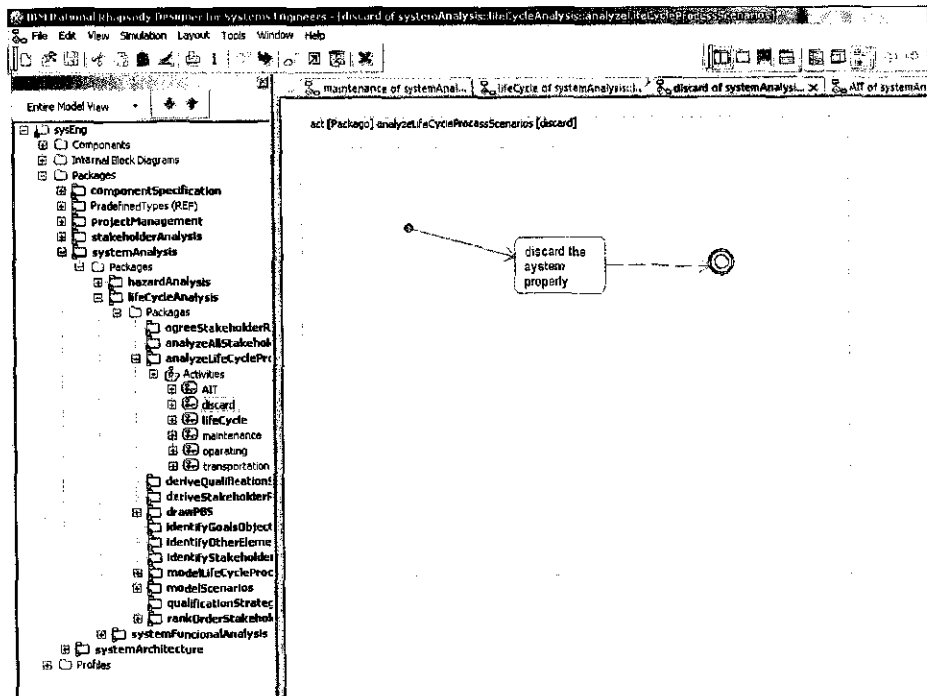 IBM Rational Rhapsody Designer for Systems Engineers - [discard of systemAnalysis::lifeCycleAnalysis::analyzeLifeCycleProcessScenarios]
File Edit View Simulation Layout Tools Window Help
maintenance of systemAnal...
lifeCycle of systemAnalysis::l...
discard of systemAnalysi...
AIT of systemAn
Entire Model View
act [Package] analyzeLifeCycleProcessScenarios [discard]
sysEng
Components
Internal Block Diagrams
Packages
componentSpecification
PredefinedTypes (REF)
projectManagement
stakeholderAnalysis
systemAnalysis
Packages
hazardAnalysis
lifeCycleAnalysis
Packages
agreeStakeholderR
analyzeAllStakehol
analyzeLifeCyclePro
Activities
AIT
discard
lifeCycle
maintenance
operating
transportation
deriveQualificationS
deriveStakeholderR
drawPBS
identifyGoalsObject
identifyOtherEleme
identifyStakeholder
modelLifeCycleProc
modelScenarios
qualificationStrateg
rankOrderStakehol
systemFuncionalAnalysis
systemArchitecture
Profiles
discard the
system
properly